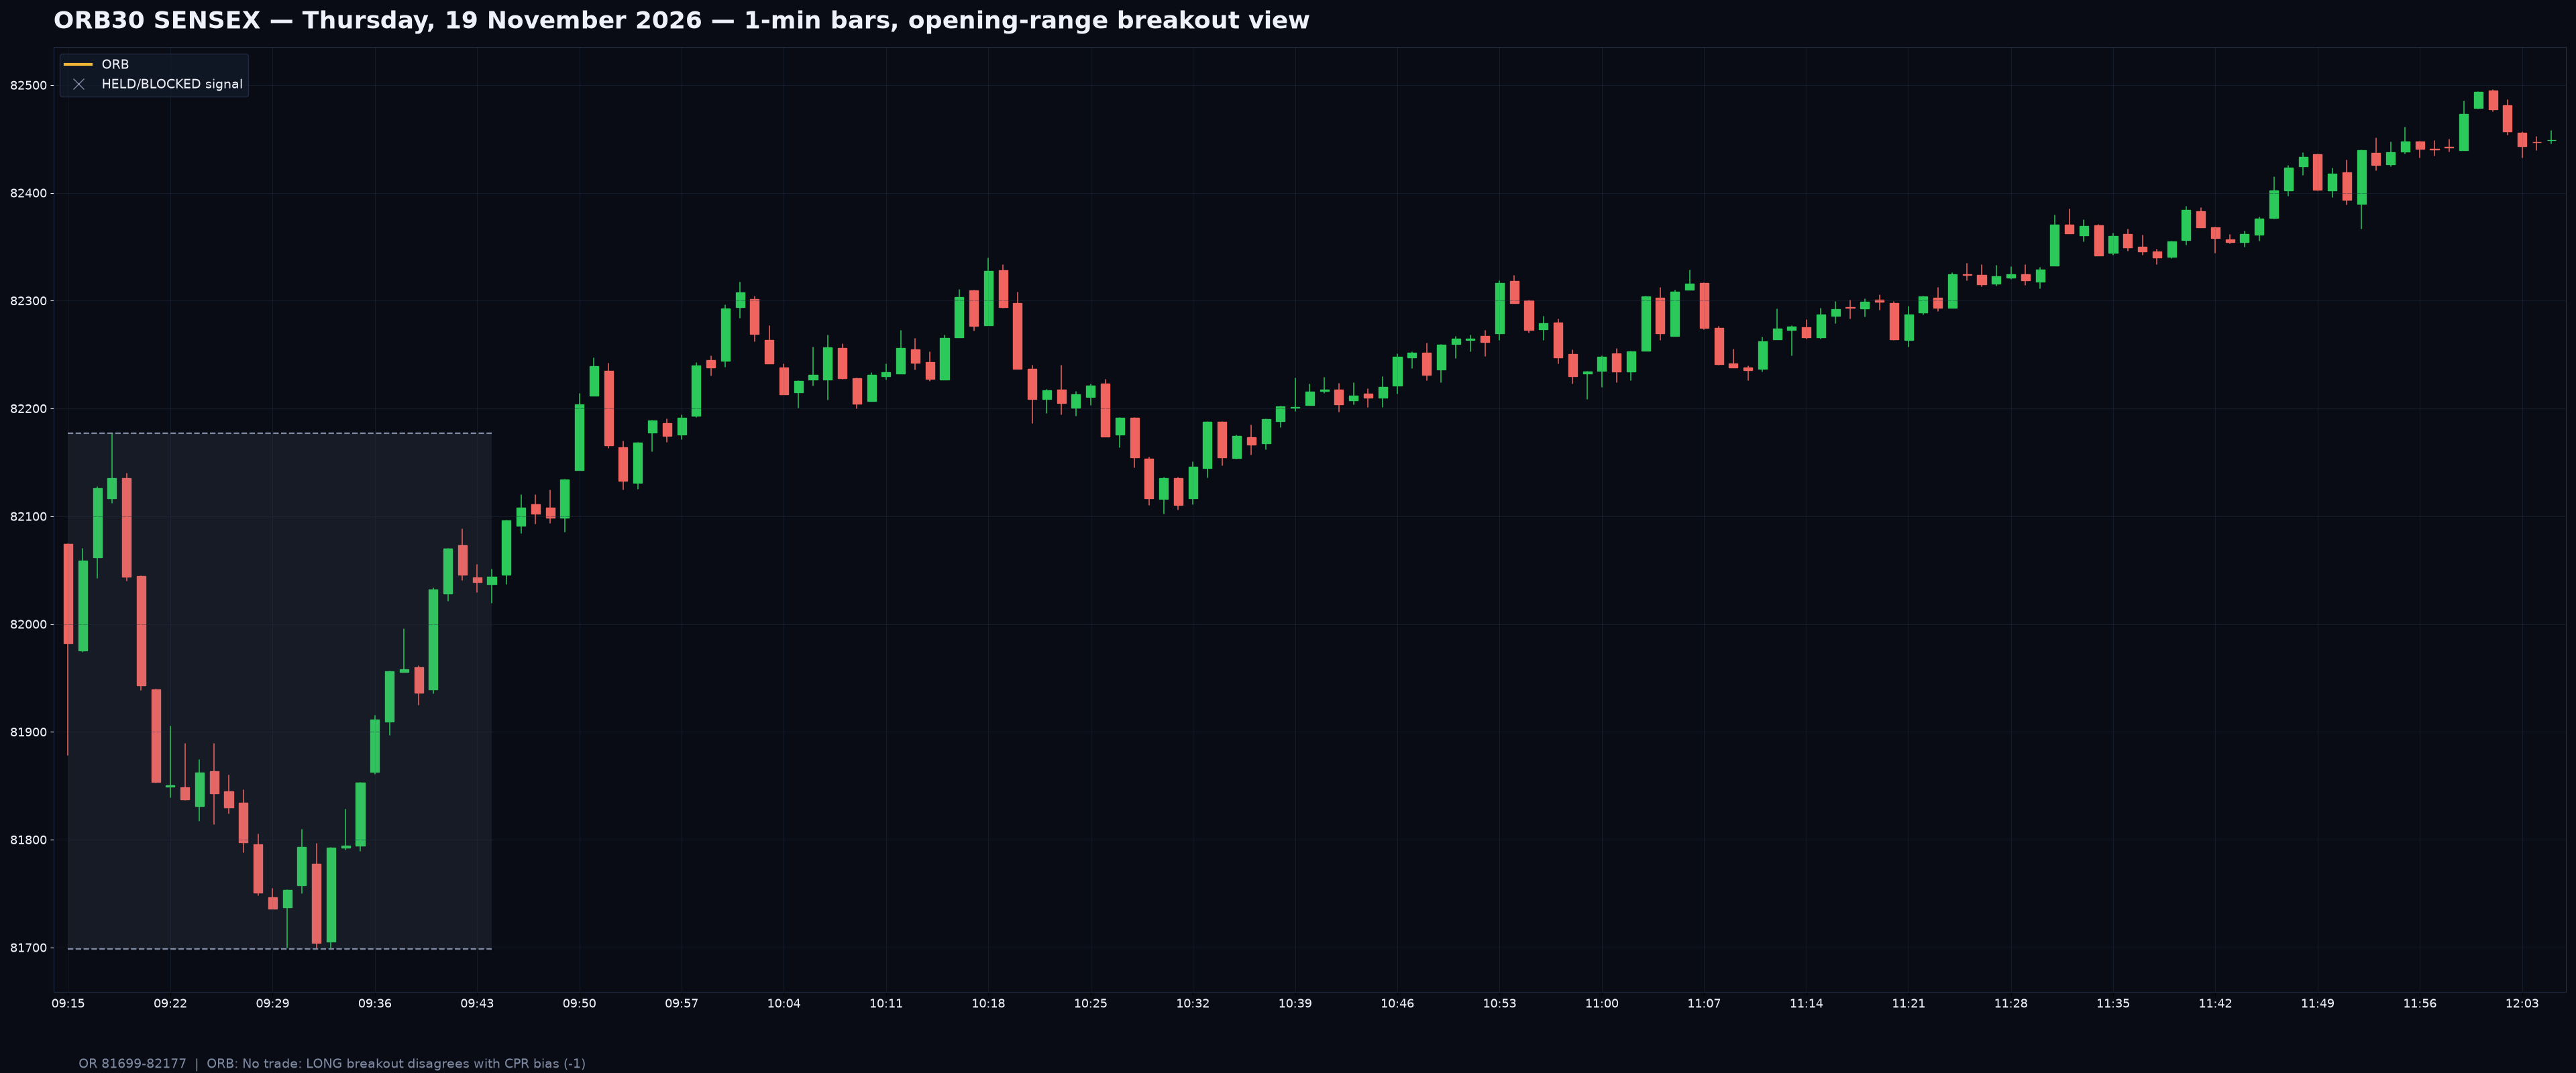 ORB30 SENSEX — Thursday, 19 November 2026 — 1-min bars, opening-range breakout view
ORB
HELD/BLOCKED signal
82500
82400
82300
82200
82100
82000
81900
81800
81700
09:15 09:22 09:29 09:36 09:43 09:50 09:57 10:04 10:11 10:18 10:25 10:32 10:39 10:46 10:53 11:00 11:07 11:14 11:21 11:28 11:35 11:42 11:49 11:56 12:03
OR 81699-82177 | ORB: No trade: LONG breakout disagrees with CPR bias (-1)